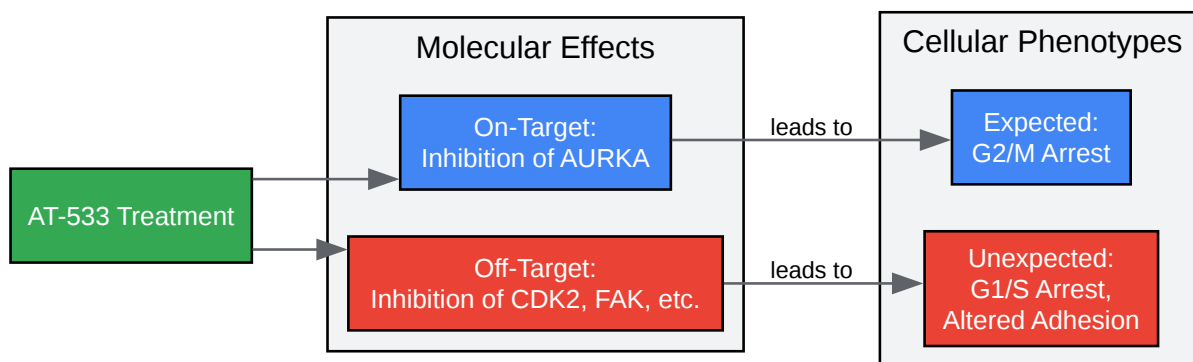 Molecular Effects
Cellular Phenotypes
On-Target:
Inhibition of AURKA
leads to
Expected:
G2/M Arrest
AT-533 Treatment
Off-Target:
Inhibition of CDK2, FAK, etc.
leads to
Unexpected:
G1/S Arrest,
Altered Adhesion